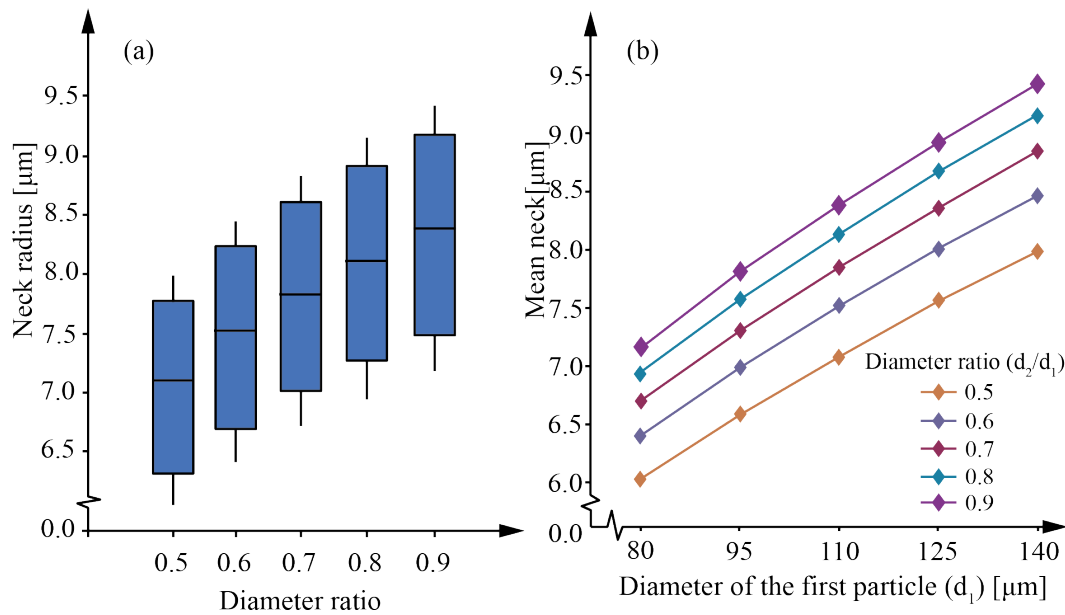 (a)
Neck radius [μm]
9.5
9.0
8.5
8.0
7.5
7.0
6.5
0.0
0.5 0.6 0.7 0.8 0.9
Diameter ratio
(b)
Mean neck[μm]
9.5
9.0
8.5
8.0
7.5
7.0
6.5
6.0
0.0
Diameter ratio (d₂/d₁)
0.5
0.6
0.7
0.8
0.9
80 95 110 125 140
Diameter of the first particle (d₁) [μm]